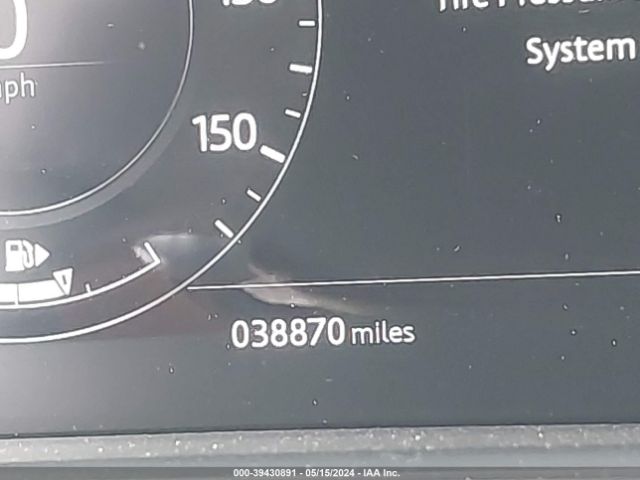 System
mph
150
038870 miles
000-39430891 - 05/15/2024 - IAA Inc.